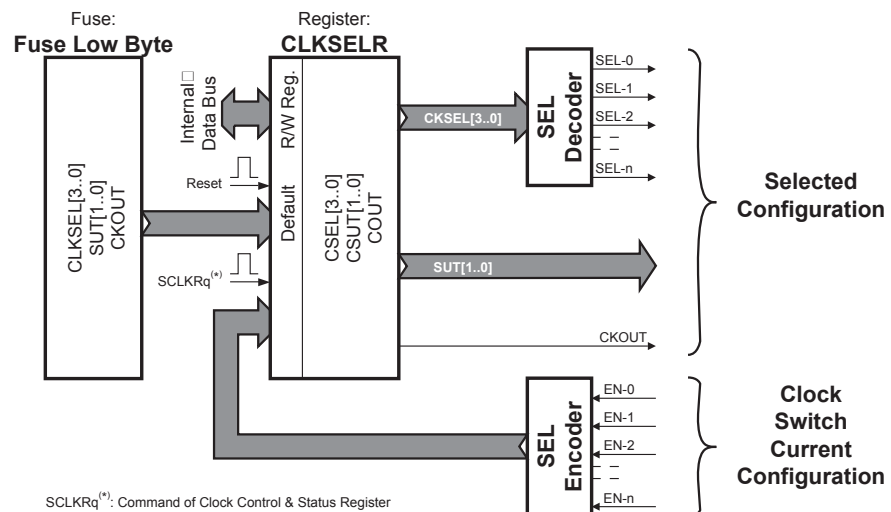 Fuse:
Fuse Low Byte
Register:
CLKSELR
Internal□
Data Bus
R/W Reg.
Reset
Default
SCLKRq(*)
CLKSEL[3..0]
SUT[1..0]
CKOUT
CSEL[3..0]
CSUT[1..0]
COUT
CKSEL[3..0]
SUT[1..0]
CKOUT
SEL
Decoder
SEL-0
SEL-1
SEL-2
SEL-n
Selected
Configuration
SEL
Encoder
EN-0
EN-1
EN-2
EN-n
Clock
Switch
Current
Configuration
SCLKRq(*): Command of Clock Control & Status Register